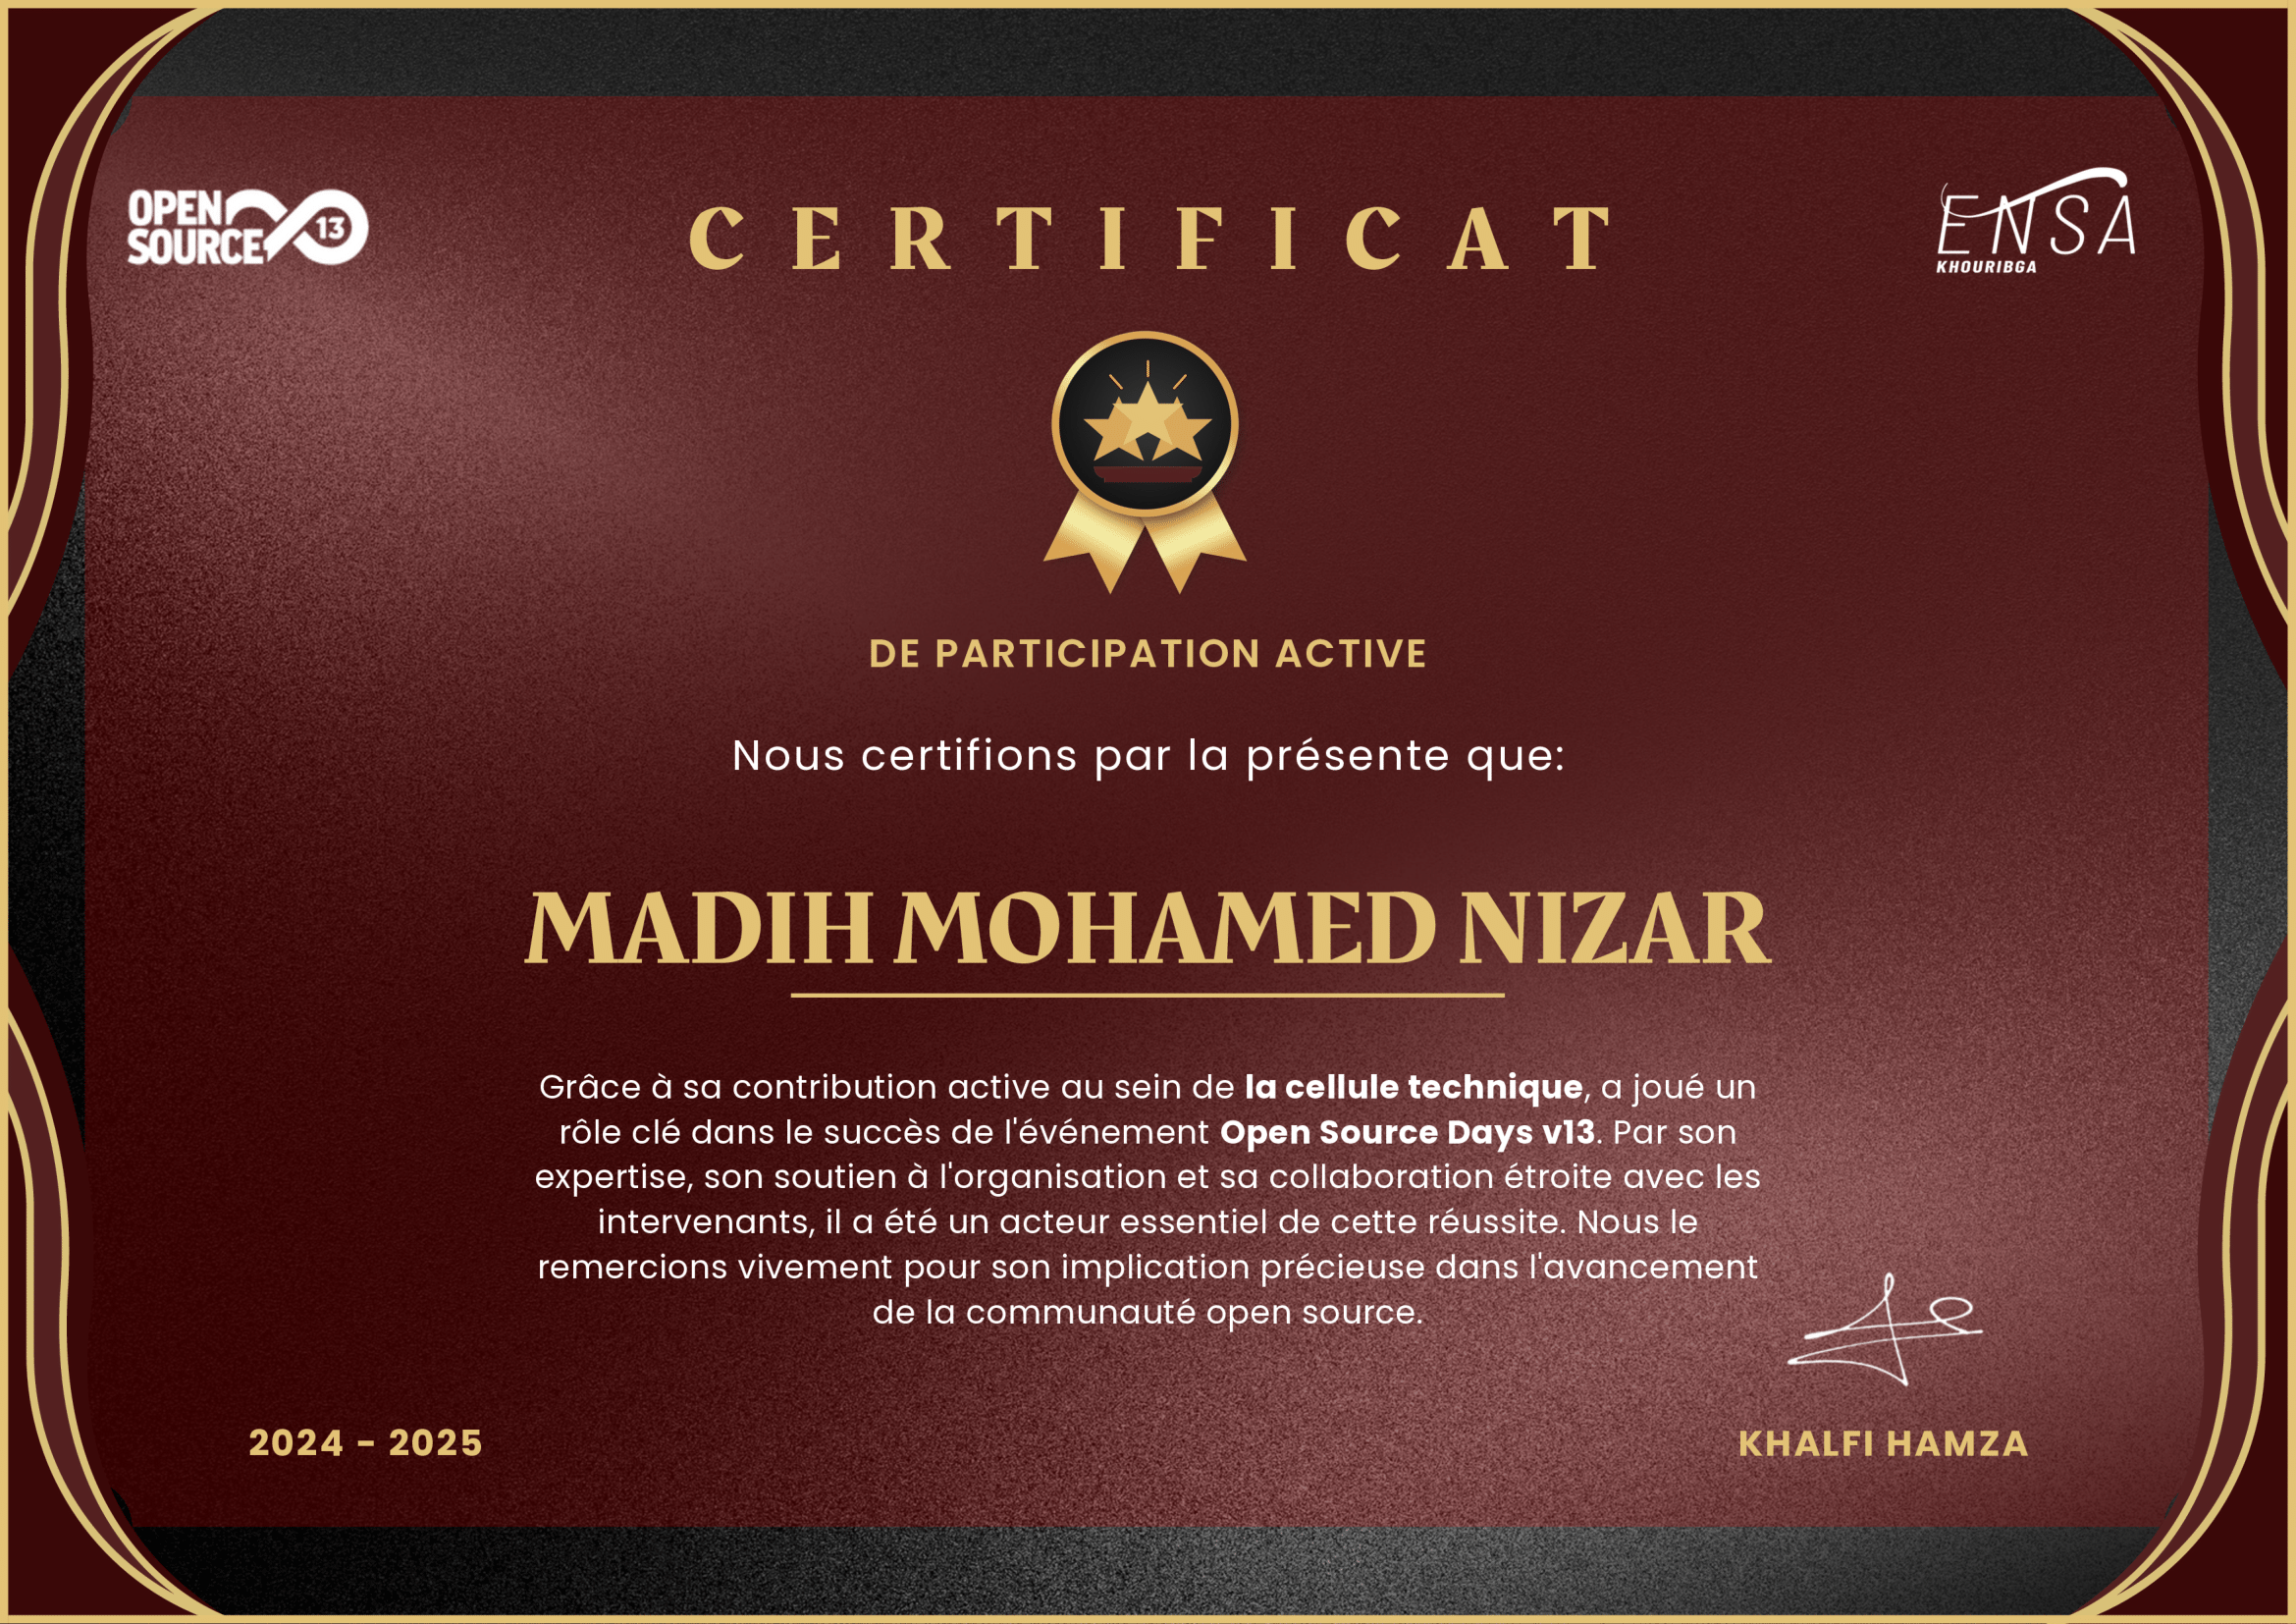 OPEN
SOURCE 13
CERTIFICAT
ENSA
KHOURIBGA
DE PARTICIPATION ACTIVE
Nous certifions par la présente que:
MADIH MOHAMED NIZAR
Grâce à sa contribution active au sein de la cellule technique, a joué un
rôle clé dans le succès de l'événement Open Source Days v13. Par son
expertise, son soutien à l'organisation et sa collaboration étroite avec les
intervenants, il a été un acteur essentiel de cette réussite. Nous le
remercions vivement pour son implication précieuse dans l'avancement
de la communauté open source.
2024 - 2025
KHALFI HAMZA